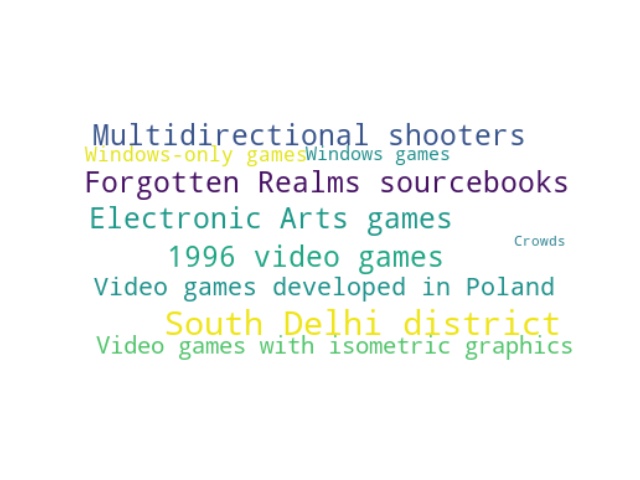 Multidirectional shooters
Windows-only games
Windows games
Forgotten Realms sourcebooks
Electronic Arts games
Crowds
1996 video games
Video games developed in Poland
South Delhi district
Video games with isometric graphics